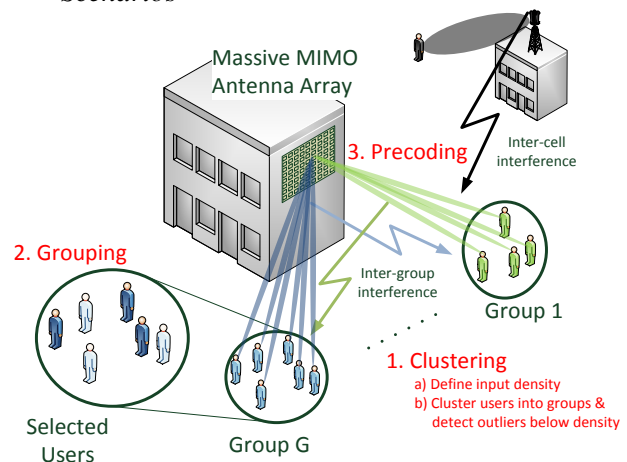 Scenarios
Massive MIMO
Antenna Array
3. Precoding
Inter-cell
interference
2. Grouping
Inter-group
interference
Group 1
1. Clustering
a) Define input density
b) Cluster users into groups &
detect outliers below density
Selected
Users
Group G